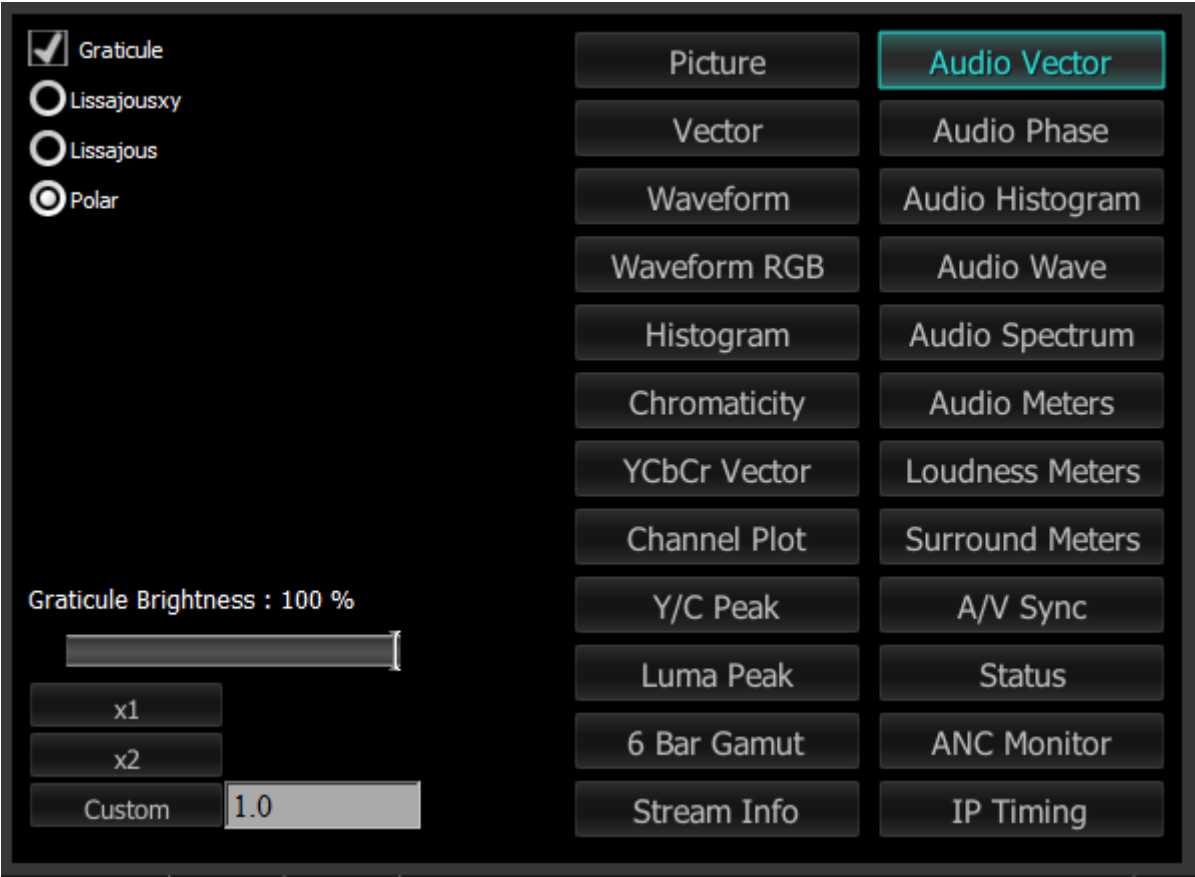 Graticule
Lissajousxy
Lissajous
Polar
Graticule Brightness : 100 %
x1
x2
Custom 1.0
Picture
Vector
Waveform
Waveform RGB
Histogram
Chromaticity
YCbCr Vector
Channel Plot
Y/C Peak
Luma Peak
6 Bar Gamut
Stream Info
Audio Vector
Audio Phase
Audio Histogram
Audio Wave
Audio Spectrum
Audio Meters
Loudness Meters
Surround Meters
A/V Sync
Status
ANC Monitor
IP Timing